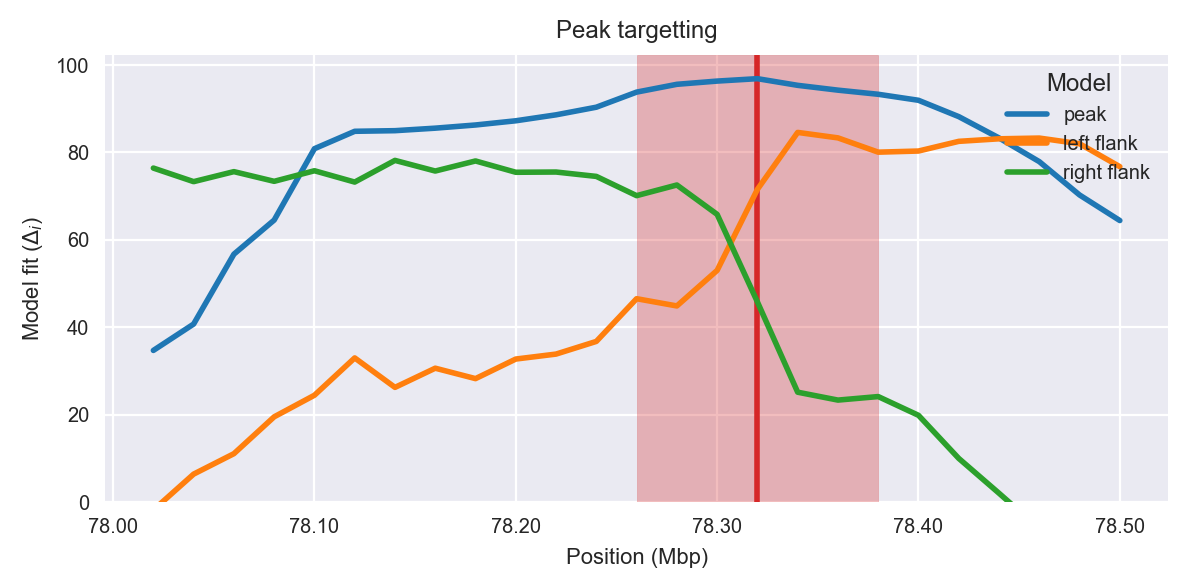 Peak targetting
Model fit (Δi)
100
80
60
40
20
0
Model
peak
left flank
right flank
78.00 78.10 78.20 78.30 78.40 78.50
Position (Mbp)